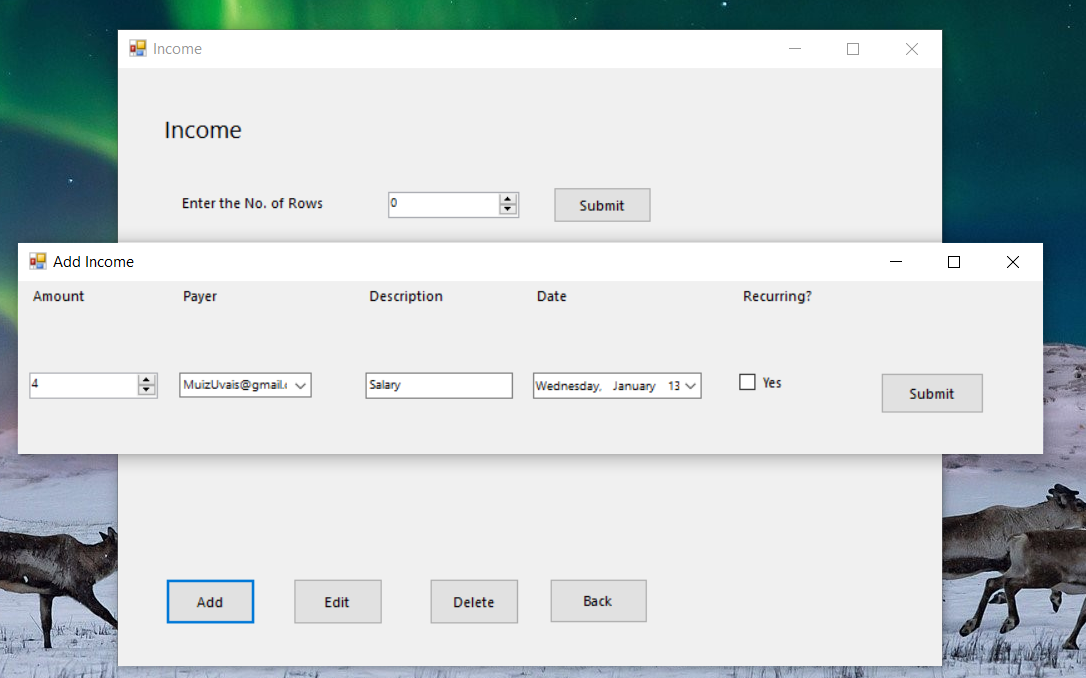 Income
Income
Enter the No. of Rows 0 Submit
Add Income
Amount Payer Description Date Recurring?
4 MuizUvais@gmail. Salary Wednesday, January 13 Yes Submit
Add Edit Delete Back